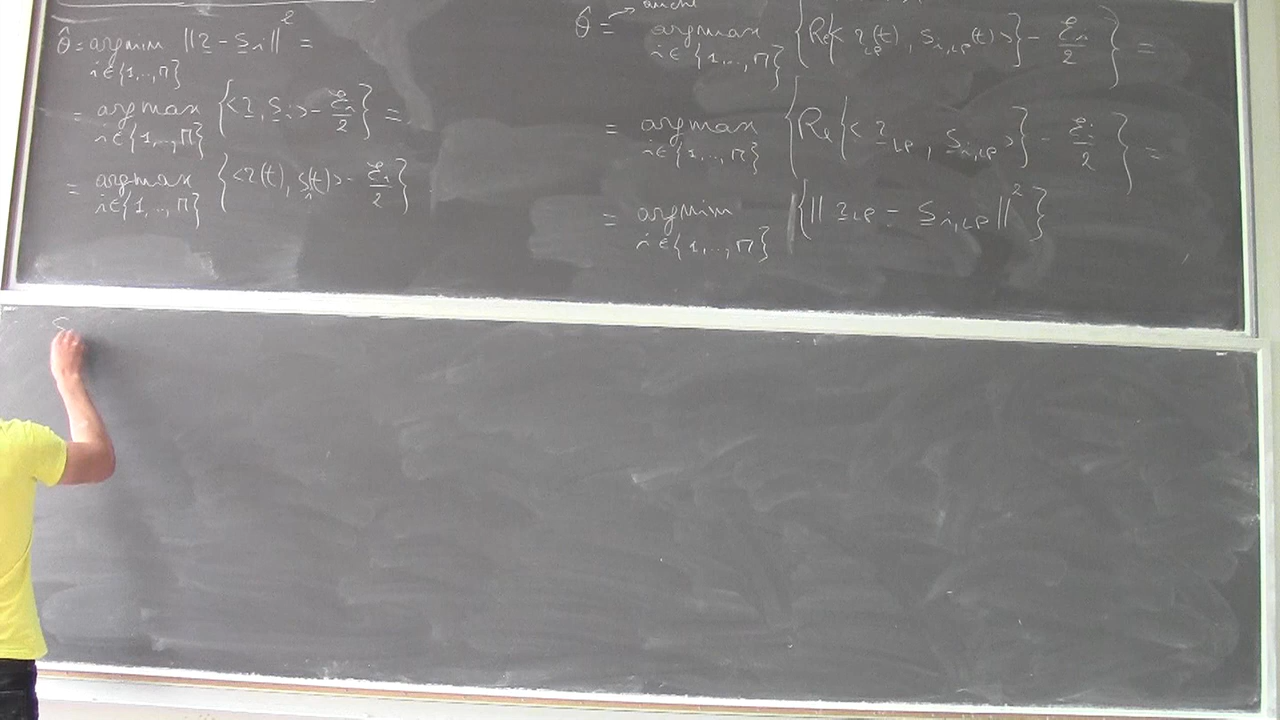 θ̂ = argmin ||r - s_i||² =
i∈{1,..,M}
= argmax {<r, s_i> - ℰ_i/2} =
i∈{1,..,M}
= argmax {<r(t), s_i(t)> - ℰ_i/2}
i∈{1,..,M}
anche
θ̂ = argmax {Re{<r_LP(t), s_i,LP(t)>} - ℰ_i/2} =
i∈{1,..,M}
= argmax {Re{<r_LP, s_i,LP>} - ℰ_i/2} =
i∈{1,..,M}
= argmin {||r_LP - s_i,LP||²}
i∈{1,..,M}
S